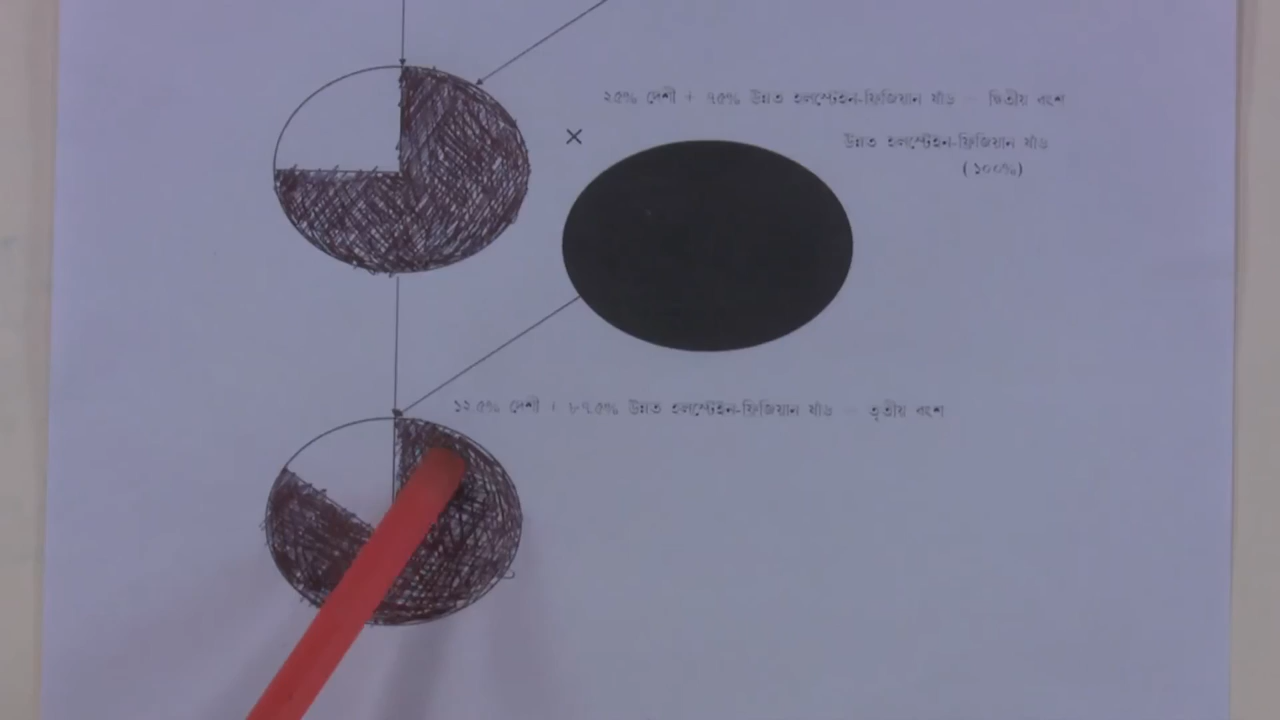 ২৫% দেশী + ৭৫% উন্নত হলস্টেইন-ফ্রিজিয়ান ষাঁড় – দ্বিতীয় বংশ
×
উন্নত হলস্টেইন-ফ্রিজিয়ান ষাঁড়
(১০০%)
১২.৫% দেশী + ৮৭.৫% উন্নত হলস্টেইন-ফ্রিজিয়ান ষাঁড় – তৃতীয় বংশ